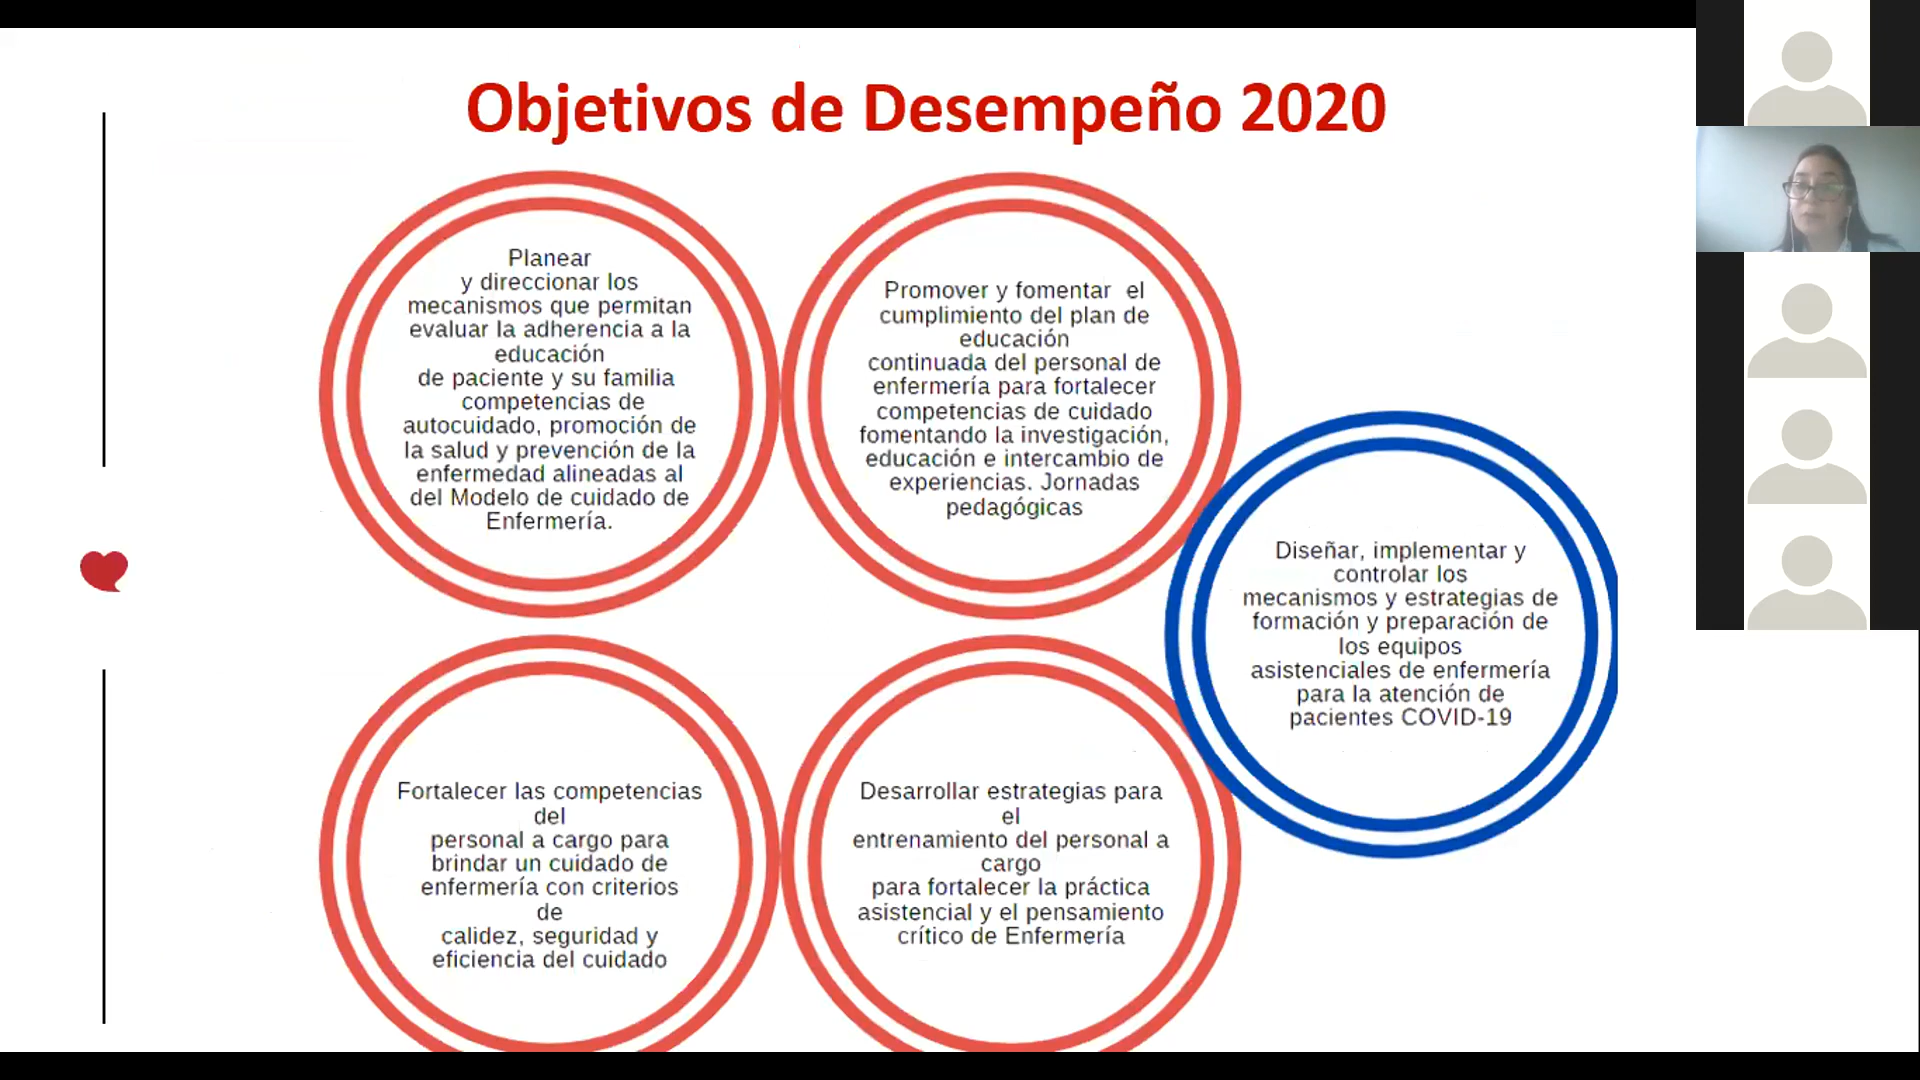 Objetivos de Desempeño 2020
Planear
y direccionar los
mecanismos que permitan
evaluar la adherencia a la
educación
de paciente y su familia
competencias de
autocuidado, promoción de
la salud y prevención de la
enfermedad alineadas al
del Modelo de cuidado de
Enfermería.
Promover y fomentar  el
cumplimiento del plan de
educación
continuada del personal de
enfermería para fortalecer
competencias de cuidado
fomentando la investigación,
educación e intercambio de
experiencias. Jornadas
pedagógicas
Diseñar, implementar y
controlar los
mecanismos y estrategias de
formación y preparación de
los equipos
asistenciales de enfermería
para la atención de
pacientes COVID-19
Fortalecer las competencias
del
personal a cargo para
brindar un cuidado de
enfermería con criterios
de
calidez, seguridad y
eficiencia del cuidado
Desarrollar estrategias para
el
entrenamiento del personal a
cargo
para fortalecer la práctica
asistencial y el pensamiento
crítico de Enfermería